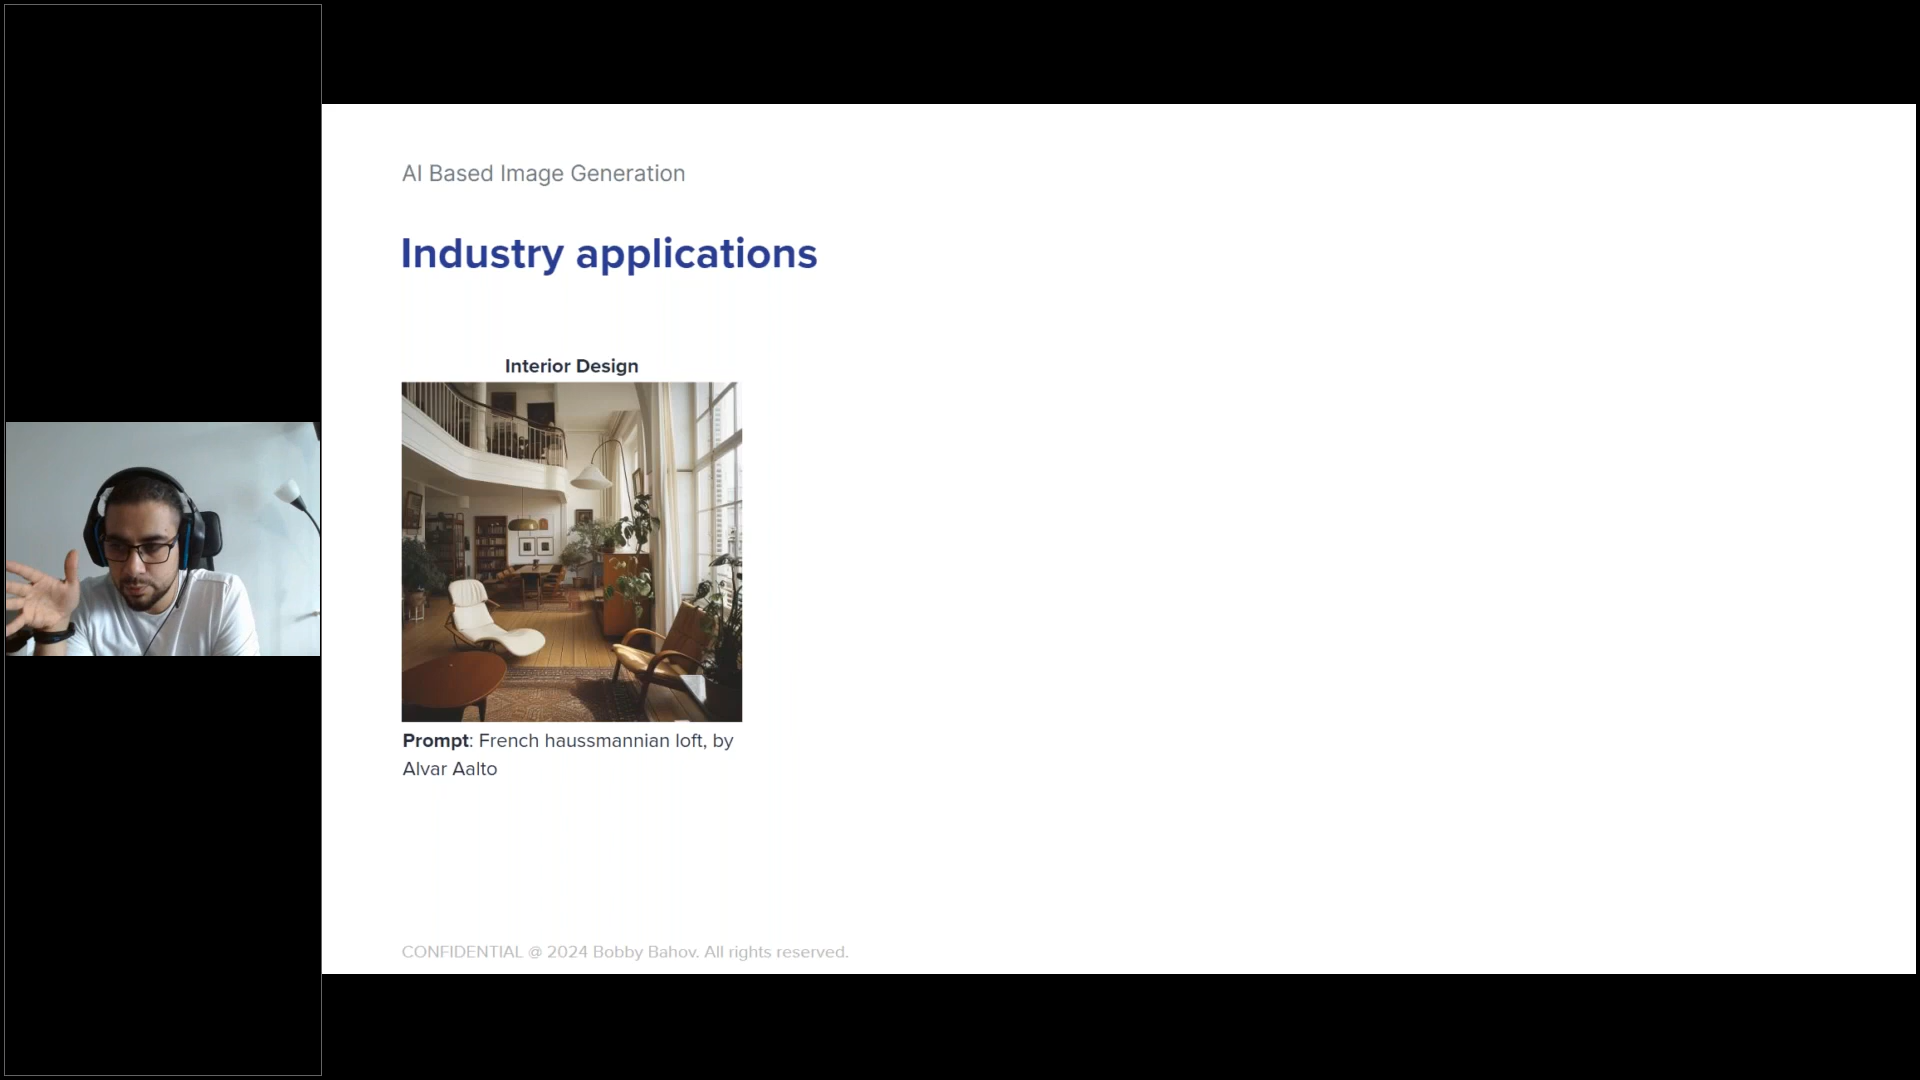 AI Based Image Generation
Industry applications
Interior Design
Prompt: French haussmannian loft, by
Alvar Aalto
CONFIDENTIAL @ 2024 Bobby Bahov. All rights reserved.